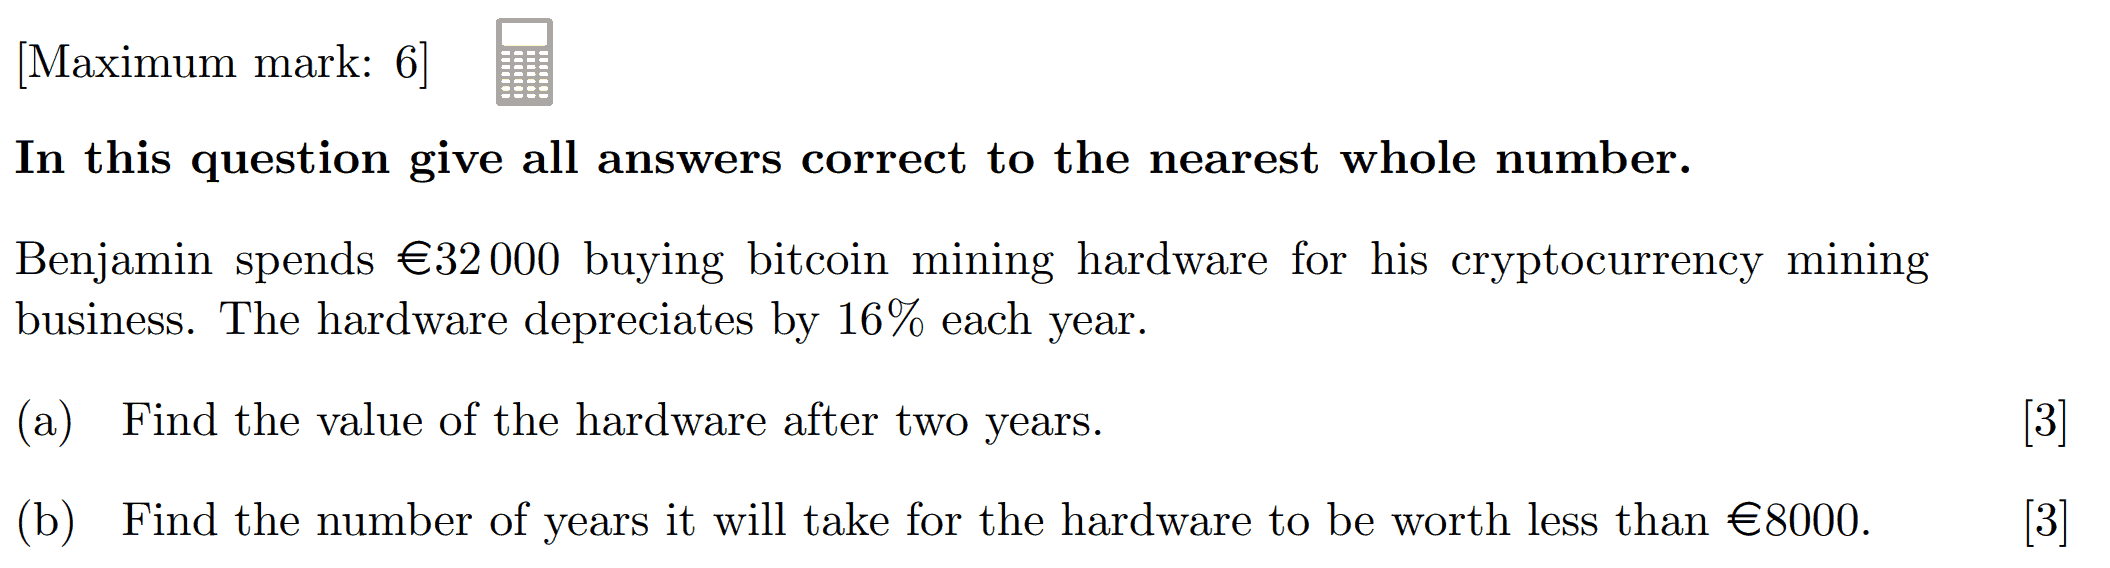 [Maximum mark: 6]
In this question give all answers correct to the nearest whole number.
Benjamin spends €32 000 buying bitcoin mining hardware for his cryptocurrency mining
business. The hardware depreciates by 16% each year.
(a) Find the value of the hardware after two years. [3]
(b) Find the number of years it will take for the hardware to be worth less than €8000. [3]